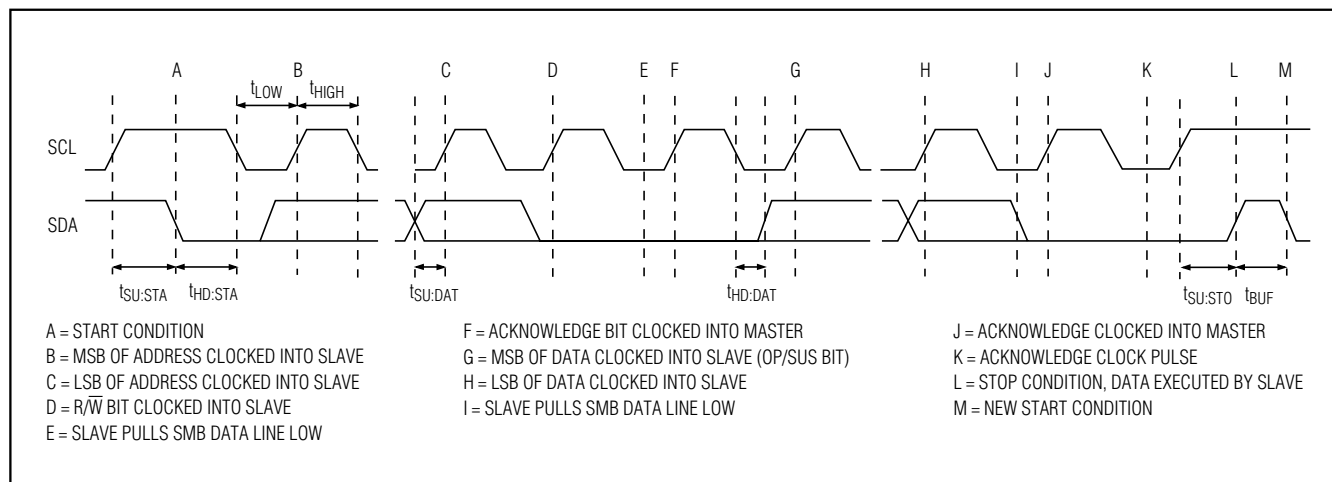 A B C D E F G H I J K L M
tLOW tHIGH
SCL
SDA
tSU:STA tHD:STA tSU:DAT tHD:DAT tSU:STO tBUF
A = START CONDITION
B = MSB OF ADDRESS CLOCKED INTO SLAVE
C = LSB OF ADDRESS CLOCKED INTO SLAVE
D = R/W̅ BIT CLOCKED INTO SLAVE
E = SLAVE PULLS SMB DATA LINE LOW
F = ACKNOWLEDGE BIT CLOCKED INTO MASTER
G = MSB OF DATA CLOCKED INTO SLAVE (OP/SUS BIT)
H = LSB OF DATA CLOCKED INTO SLAVE
I = SLAVE PULLS SMB DATA LINE LOW
J = ACKNOWLEDGE CLOCKED INTO MASTER
K = ACKNOWLEDGE CLOCK PULSE
L = STOP CONDITION, DATA EXECUTED BY SLAVE
M = NEW START CONDITION